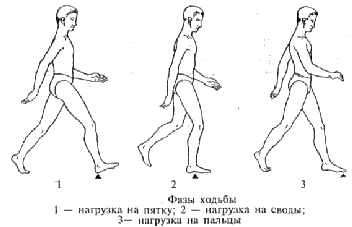 1 2 3
Фазы ходьбы
1 — нагрузка на пятку; 2 — нагрузка на своды;
3— нагрузка на пальцы